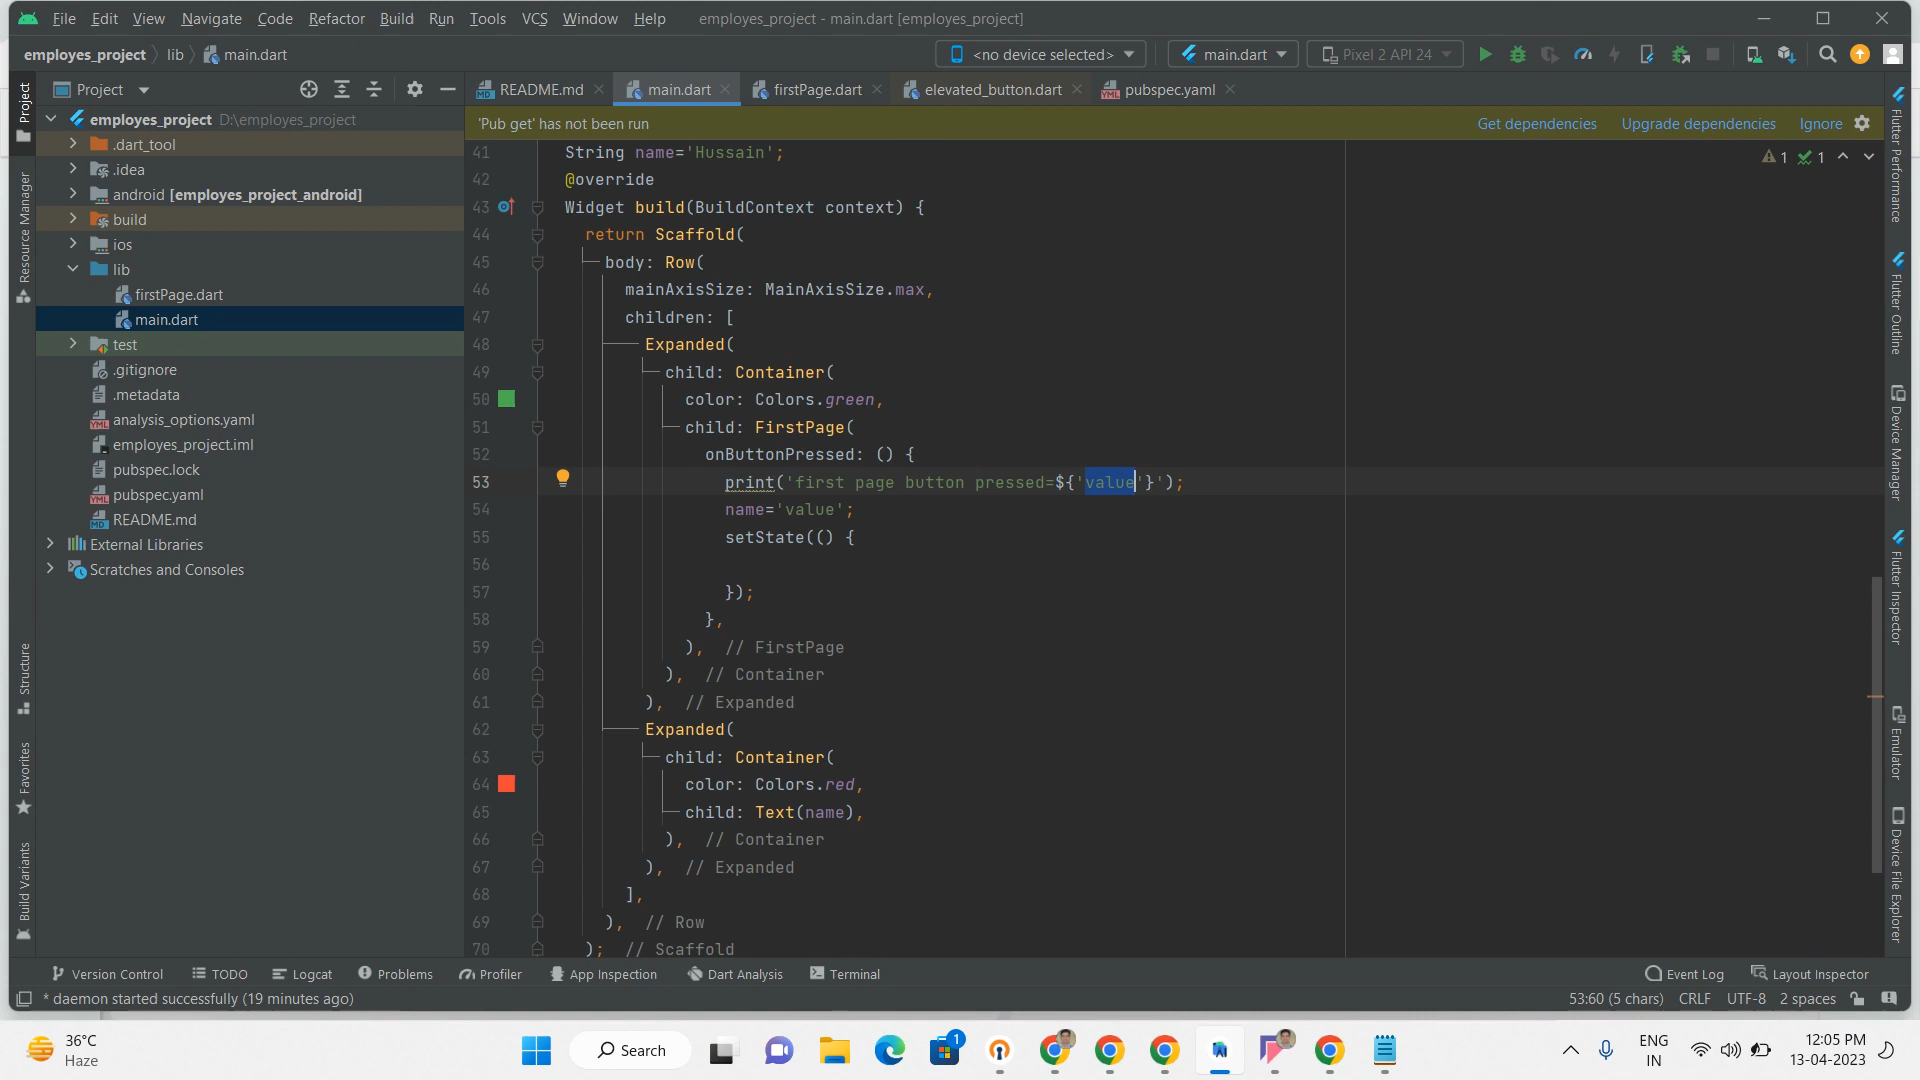 File Edit View Navigate Code Refactor Build Run Tools VCS Window Help employes_project - main.dart [employes_project]
employes_project lib main.dart <no device selected> main.dart Pixel 2 API 24
Project README.md main.dart firstPage.dart elevated_button.dart pubspec.yaml
'Pub get' has not been run Get dependencies Upgrade dependencies Ignore
employes_project D:\employes_project
.dart_tool
.idea
android [employes_project_android]
build
ios
lib
firstPage.dart
main.dart
test
.gitignore
.metadata
analysis_options.yaml
employes_project.iml
pubspec.lock
pubspec.yaml
README.md
External Libraries
Scratches and Consoles
41 String name='Hussain';
42 @override
43 Widget build(BuildContext context) {
44 return Scaffold(
45 body: Row(
46 mainAxisSize: MainAxisSize.max,
47 children: [
48 Expanded(
49 child: Container(
50 color: Colors.green,
51 child: FirstPage(
52 onButtonPressed: () {
53 print('first page button pressed=${'value'}');
54 name='value';
55 setState(() {
56
57 });
58 },
59 ), // FirstPage
60 ), // Container
61 ), // Expanded
62 Expanded(
63 child: Container(
64 color: Colors.red,
65 child: Text(name),
66 ), // Container
67 ), // Expanded
68 ],
69 ), // Row
70 ); // Scaffold
1 1
Project
Resource Manager
Structure
Favorites
Build Variants
Flutter Performance
Flutter Outline
Device Manager
Flutter Inspector
Emulator
Device File Explorer
Version Control TODO Logcat Problems Profiler App Inspection Dart Analysis Terminal Event Log Layout Inspector
* daemon started successfully (19 minutes ago) 53:60 (5 chars) CRLF UTF-8 2 spaces
36°C
Haze
Search
1
ENG
IN
12:05 PM
13-04-2023